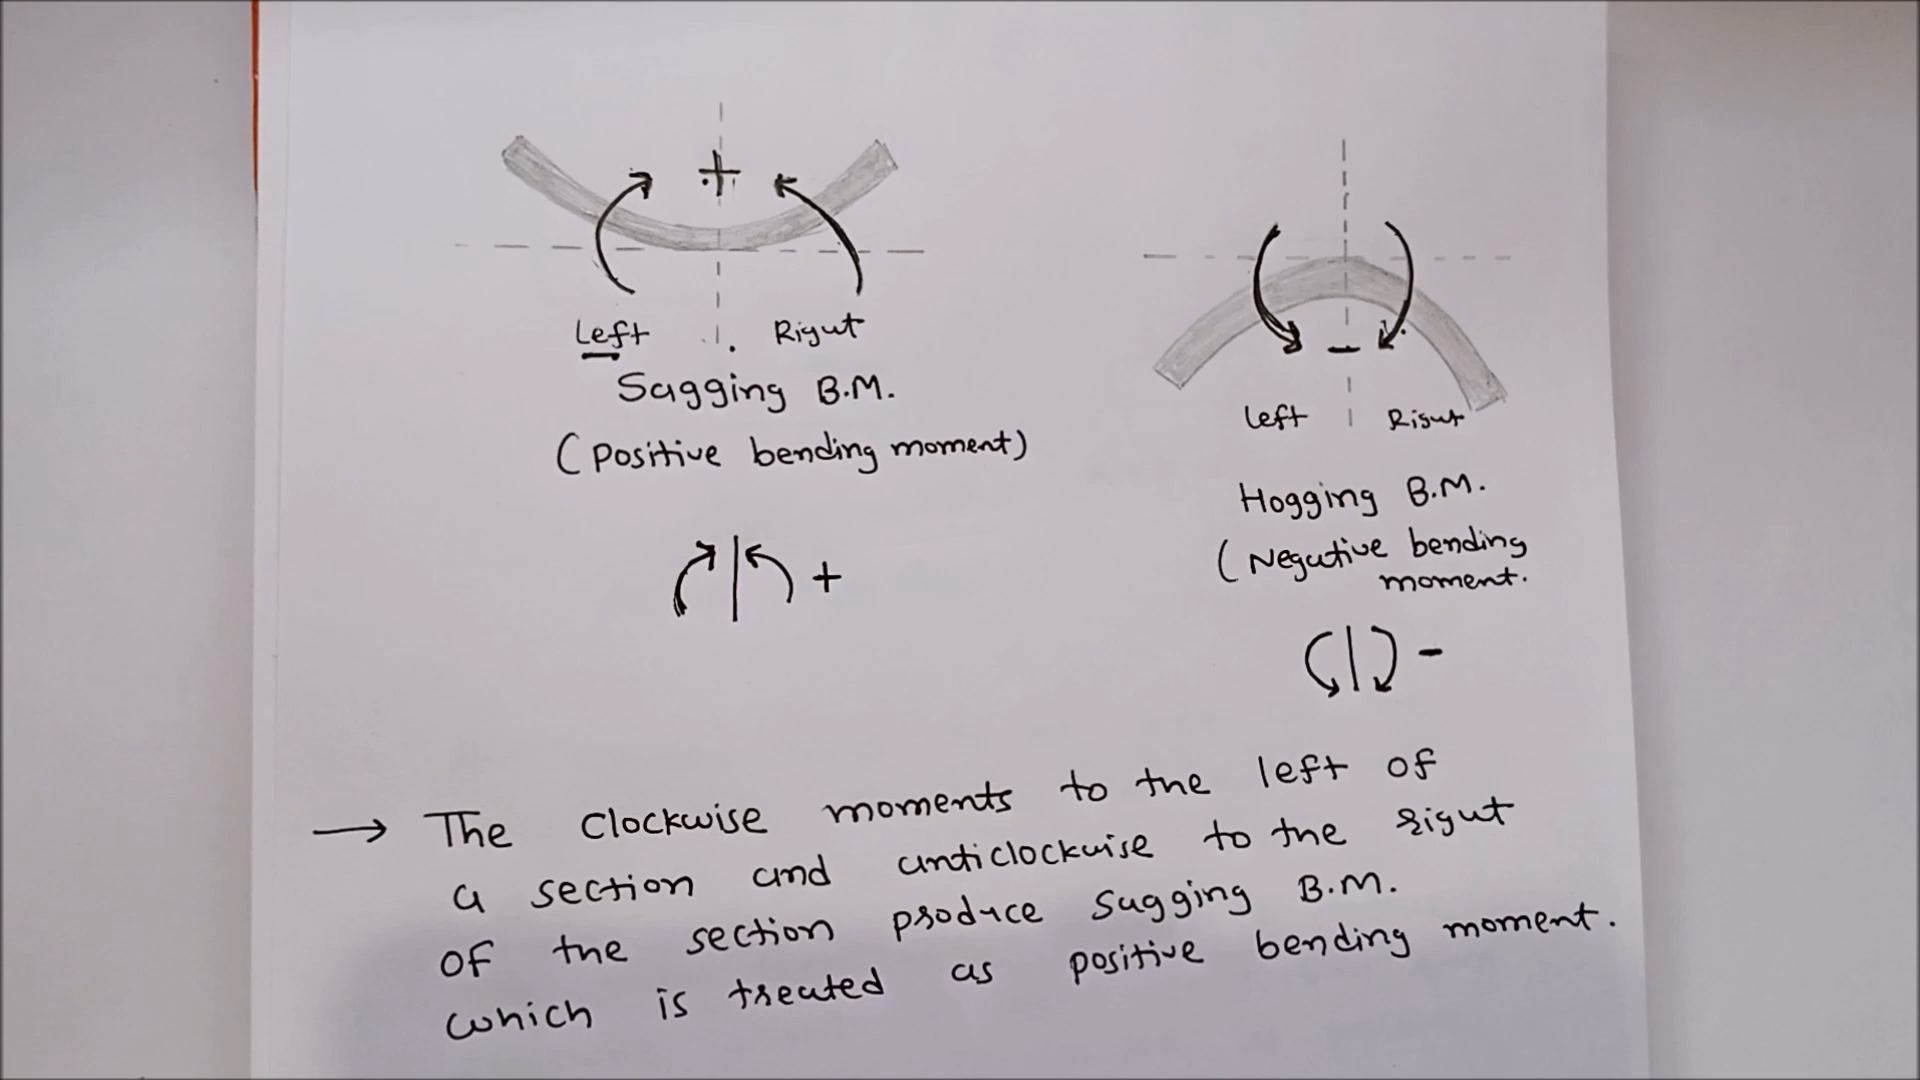 +
Left Right
Sagging B.M.
(Positive bending moment)
+
-
Left Right
Hogging B.M.
(Negative bending
moment.
-
→ The clockwise moments to the left of
a section and anticlockwise to the right
of the section produce sagging B.M.
which is treated as positive bending moment.